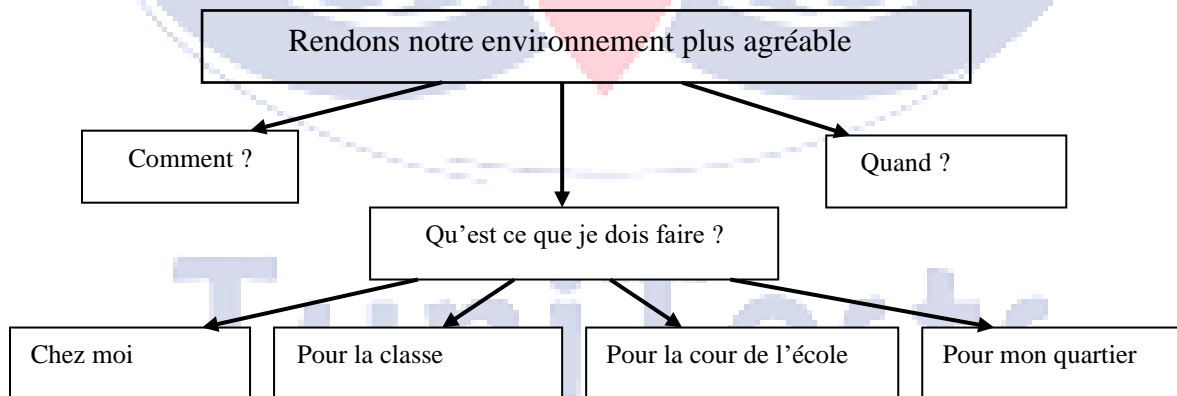 Rendons notre environnement plus agréable
Comment ?
Quand ?
Qu’est ce que je dois faire ?
Chez moi
Pour la classe
Pour la cour de l’école
Pour mon quartier